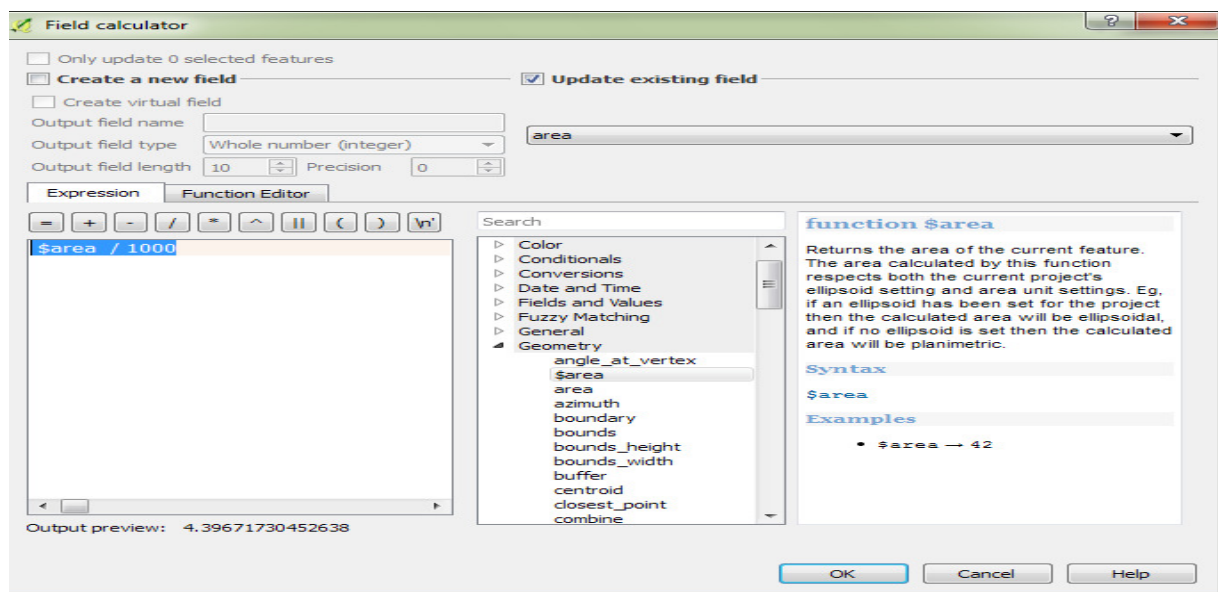 Field calculator
Only update 0 selected features
Create a new field
Update existing field
Create virtual field
Output field name
area
Output field type Whole number (integer)
Output field length 10 Precision 0
Expression Function Editor
= + - / * ^ || ( ) '\n'
$area / 1000
Output preview: 4.39671730452638
Search
Color
Conditionals
Conversions
Date and Time
Fields and Values
Fuzzy Matching
General
Geometry
angle_at_vertex
$area
area
azimuth
boundary
bounds
bounds_height
bounds_width
buffer
centroid
closest_point
combine
function $area
Returns the area of the current feature.
The area calculated by this function
respects both the current project's
ellipsoid setting and area unit settings. Eg,
if an ellipsoid has been set for the project
then the calculated area will be ellipsoidal,
and if no ellipsoid is set then the calculated
area will be planimetric.
Syntax
$area
Examples
• $area → 42
OK Cancel Help